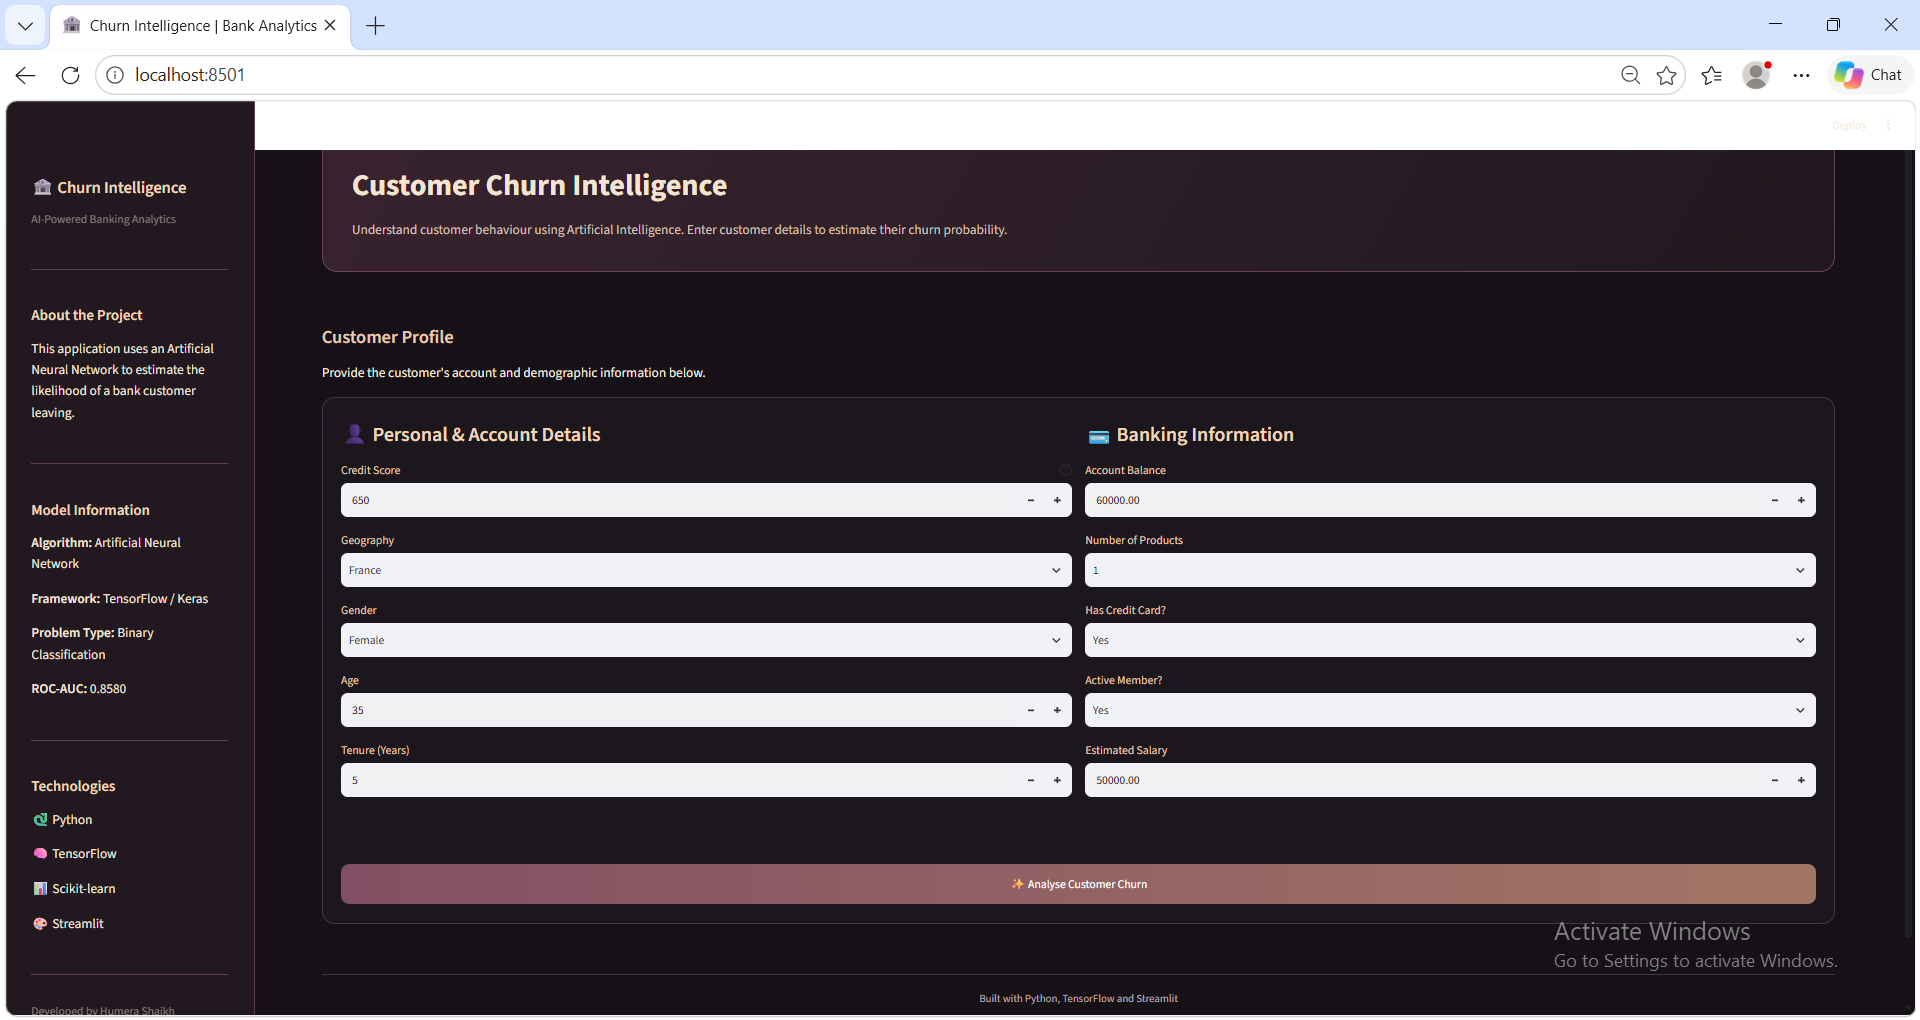 Churn Intelligence | Bank Analytics
localhost:8501
Chat
Deploy
Churn Intelligence
AI-Powered Banking Analytics
About the Project
This application uses an Artificial
Neural Network to estimate the
likelihood of a bank customer
leaving.
Model Information
Algorithm: Artificial Neural
Network
Framework: TensorFlow / Keras
Problem Type: Binary
Classification
ROC-AUC: 0.8580
Technologies
Python
TensorFlow
Scikit-learn
Streamlit
Developed by Humera Shaikh
Customer Churn Intelligence
Understand customer behaviour using Artificial Intelligence. Enter customer details to estimate their churn probability.
Customer Profile
Provide the customer's account and demographic information below.
Personal & Account Details
Credit Score
650
Geography
France
Gender
Female
Age
35
Tenure (Years)
5
Banking Information
Account Balance
60000.00
Number of Products
1
Has Credit Card?
Yes
Active Member?
Yes
Estimated Salary
50000.00
Analyse Customer Churn
Activate Windows
Go to Settings to activate Windows.
Built with Python, TensorFlow and Streamlit